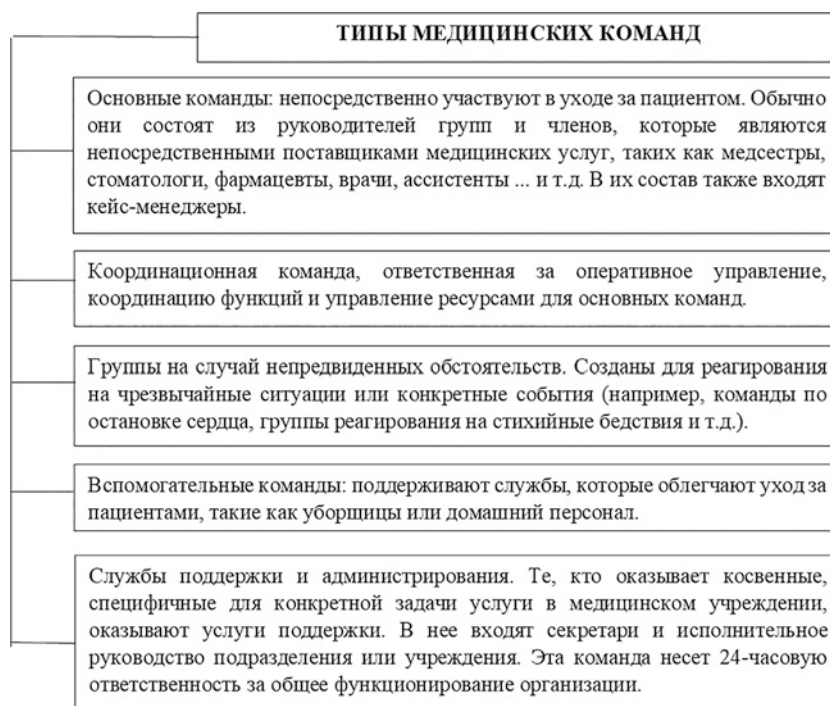 ТИПЫ МЕДИЦИНСКИХ КОМАНД
Основные команды: непосредственно участвуют в уходе за пациентом. Обычно
они состоят из руководителей групп и членов, которые являются
непосредственными поставщиками медицинских услуг, таких как медсестры,
стоматологи, фармацевты, врачи, ассистенты ... и т.д. В их состав также входят
кейс-менеджеры.
Координационная команда, ответственная за оперативное управление,
координацию функций и управление ресурсами для основных команд.
Группы на случай непредвиденных обстоятельств. Созданы для реагирования
на чрезвычайные ситуации или конкретные события (например, команды по
остановке сердца, группы реагирования на стихийные бедствия и т.д.).
Вспомогательные команды: поддерживают службы, которые облегчают уход за
пациентами, такие как уборщицы или домашний персонал.
Службы поддержки и администрирования. Те, кто оказывает косвенные,
специфичные для конкретной задачи услуги в медицинском учреждении,
оказывают услуги поддержки. В нее входят секретари и исполнительное
руководство подразделения или учреждения. Эта команда несет 24-часовую
ответственность за общее функционирование организации.